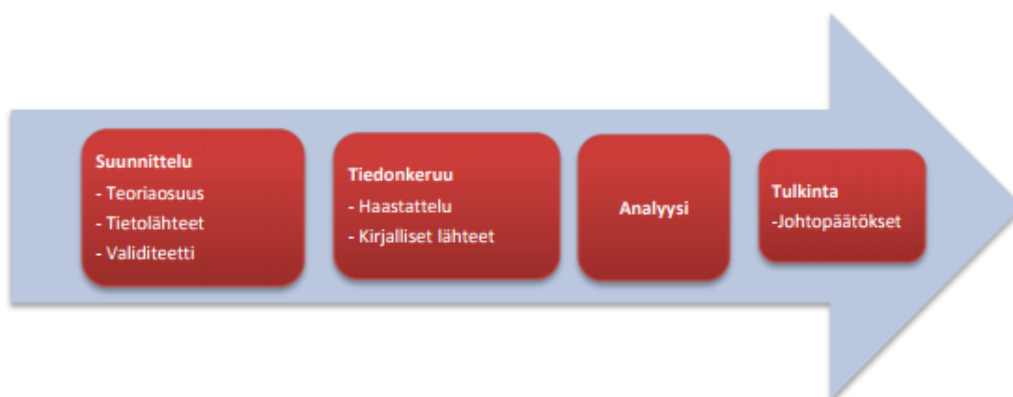 Suunnittelu
- Teoriaosuus
- Tietolähteet
- Validiteetti
Tiedonkeruu
- Haastattelu
- Kirjalliset lähteet
Analyysi
Tulkinta
-Johtopäätökset